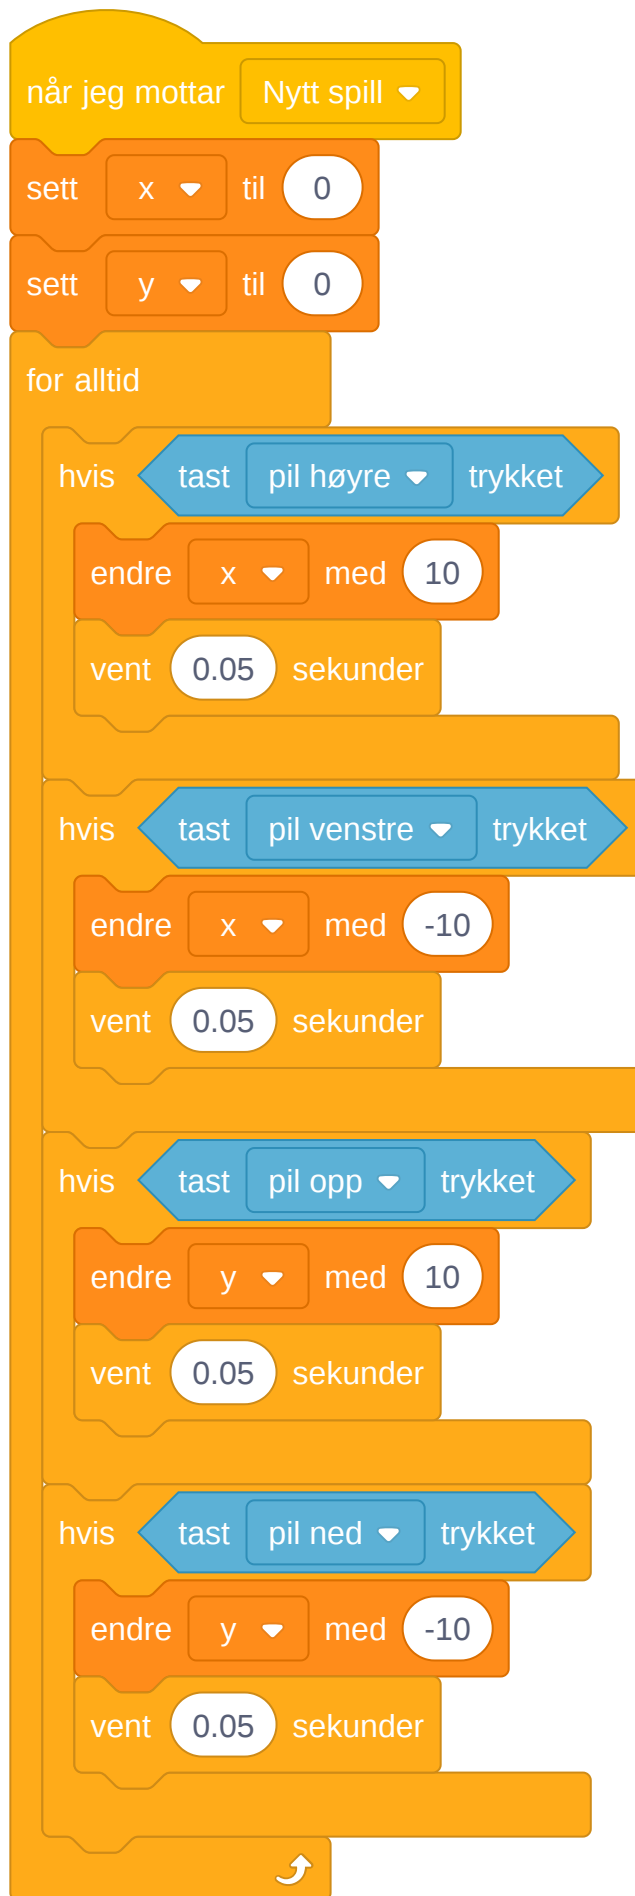 når jeg mottar Nytt spill
sett x til 0
sett y til 0
for alltid
hvis tast pil høyre trykket
endre x med 10
vent 0.05 sekunder
hvis tast pil venstre trykket
endre x med -10
vent 0.05 sekunder
hvis tast pil opp trykket
endre y med 10
vent 0.05 sekunder
hvis tast pil ned trykket
endre y med -10
vent 0.05 sekunder